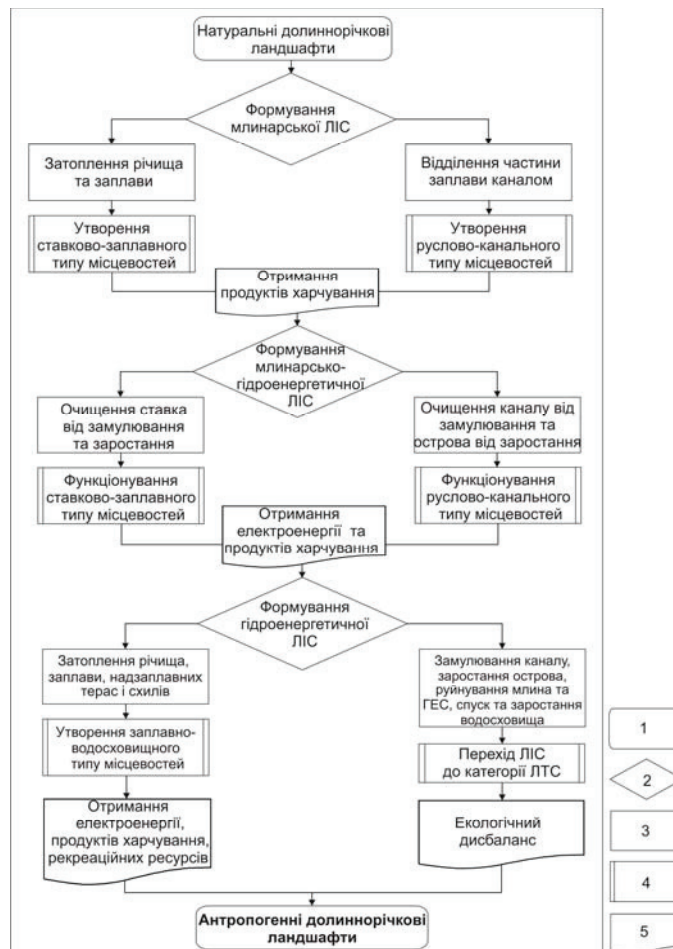 Натуральні долиннорічкові
ландшафти
Формування
млинарської ЛІС
Затоплення річища
та заплави
Відділення частини
заплави каналом
Утворення
ставково-заплавного
типу місцевостей
Утворення
руслово-канального
типу місцевостей
Отримання
продуктів харчування
Формування
млинарсько-
гідроенергетичної
ЛІС
Очищення ставка
від замулювання
та заростання
Очищення каналу від
замулювання та
острова від заростання
Функціонування
ставково-заплавного
типу місцевостей
Функціонування
руслово-канального
типу місцевостей
Отримання
електроенергії та
продуктів харчування
Формування
гідроенергетичної
ЛІС
Затоплення річища,
заплави, надзаплавних
терас і схилів
Замулювання каналу,
заростання острова,
руйнування млина та
ГЕС, спуск та заростання
водосховища
Утворення заплавно-
водосховищного
типу місцевостей
Перехід ЛІС
до категорії ЛТС
Отримання
електроенергії,
продуктів харчування,
рекреаційних ресурсів
Екологічний
дисбаланс
Антропогенні долиннорічкові
ландшафти
1
2
3
4
5